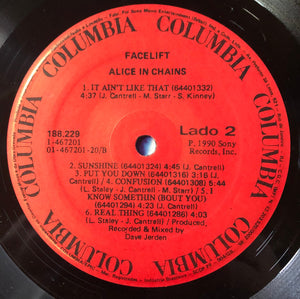 COLUMBIA COLUMBIA COLUMBIA COLUMBIA COLUMBIA COLUMBIA
FACELIFT
ALICE IN CHAINS
1. IT AIN'T LIKE THAT (64401332)
4:37 (J. Cantrell - M. Starr - S. Kinney)
188.229
1-467201
01-467201-20/B
Lado 2
P. 1990 Sony
Records, Inc.
2. SUNSHINE (64401324) 4:45 (J. Cantrell)
3. PUT YOU DOWN (64401316) 3:16 (J. Cantrell)
/ 4. CONFUSION (64401308) 5:44
(L. Staley - J. Cantrell - M. Starr) / 5. I
KNOW SOMETHIN (BOUT YOU)
(64401294) 4:23 (J. Cantrell)
6. REAL THING (64401286) 4:03
(L. Staley - J. Cantrell) / Produced,
Recorded & Mixed by
Dave Jerden